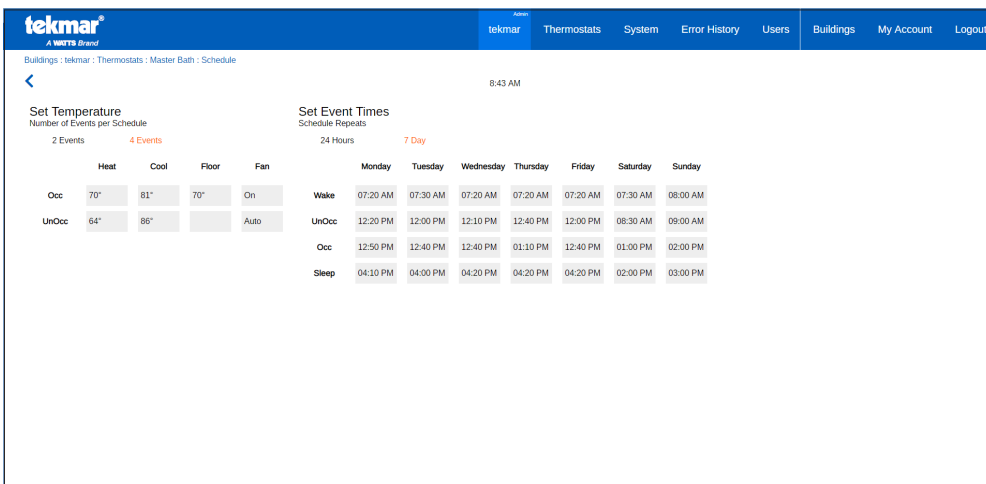 tekmar®
A WATTS Brand
Admin
tekmar Thermostats System Error History Users Buildings My Account Logout
Buildings : tekmar : Thermostats : Master Bath : Schedule
8:43 AM
Set Temperature
Number of Events per Schedule
2 Events 4 Events
Heat Cool Floor Fan
Occ 70° 81° 70° On
UnOcc 64° 86° Auto
Set Event Times
Schedule Repeats
24 Hours 7 Day
Monday Tuesday Wednesday Thursday Friday Saturday Sunday
Wake 07:20 AM 07:30 AM 07:20 AM 07:20 AM 07:20 AM 07:30 AM 08:00 AM
UnOcc 12:20 PM 12:00 PM 12:10 PM 12:40 PM 12:00 PM 08:30 AM 09:00 AM
Occ 12:50 PM 12:40 PM 12:40 PM 01:10 PM 12:40 PM 01:00 PM 02:00 PM
Sleep 04:10 PM 04:00 PM 04:20 PM 04:20 PM 04:20 PM 02:00 PM 03:00 PM